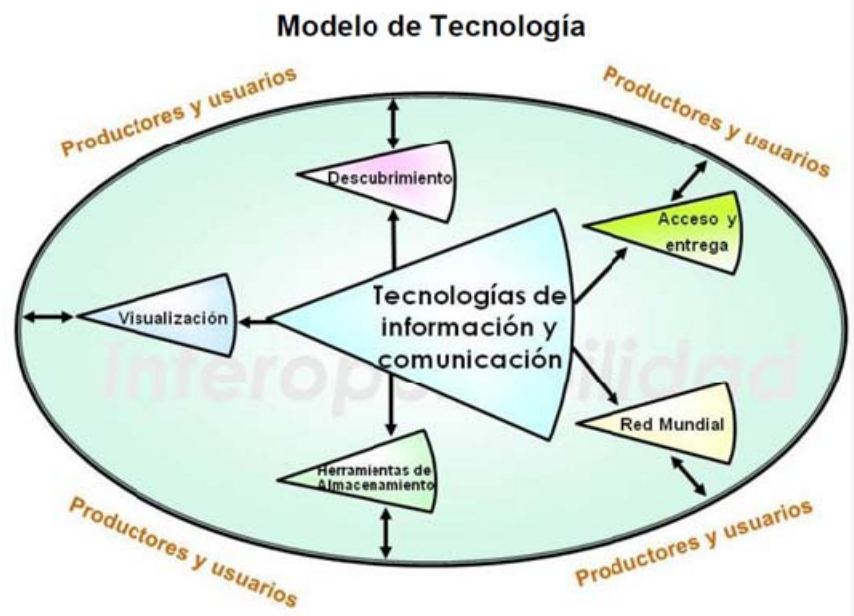 Modelo de Tecnología
Productores y usuarios
Productores y usuarios
Descubrimiento
Acceso y
entrega
Tecnologías de
información y
comunicación
Visualización
Red Mundial
Herramientas de
Almacenamiento
Productores y usuarios
Productores y usuarios